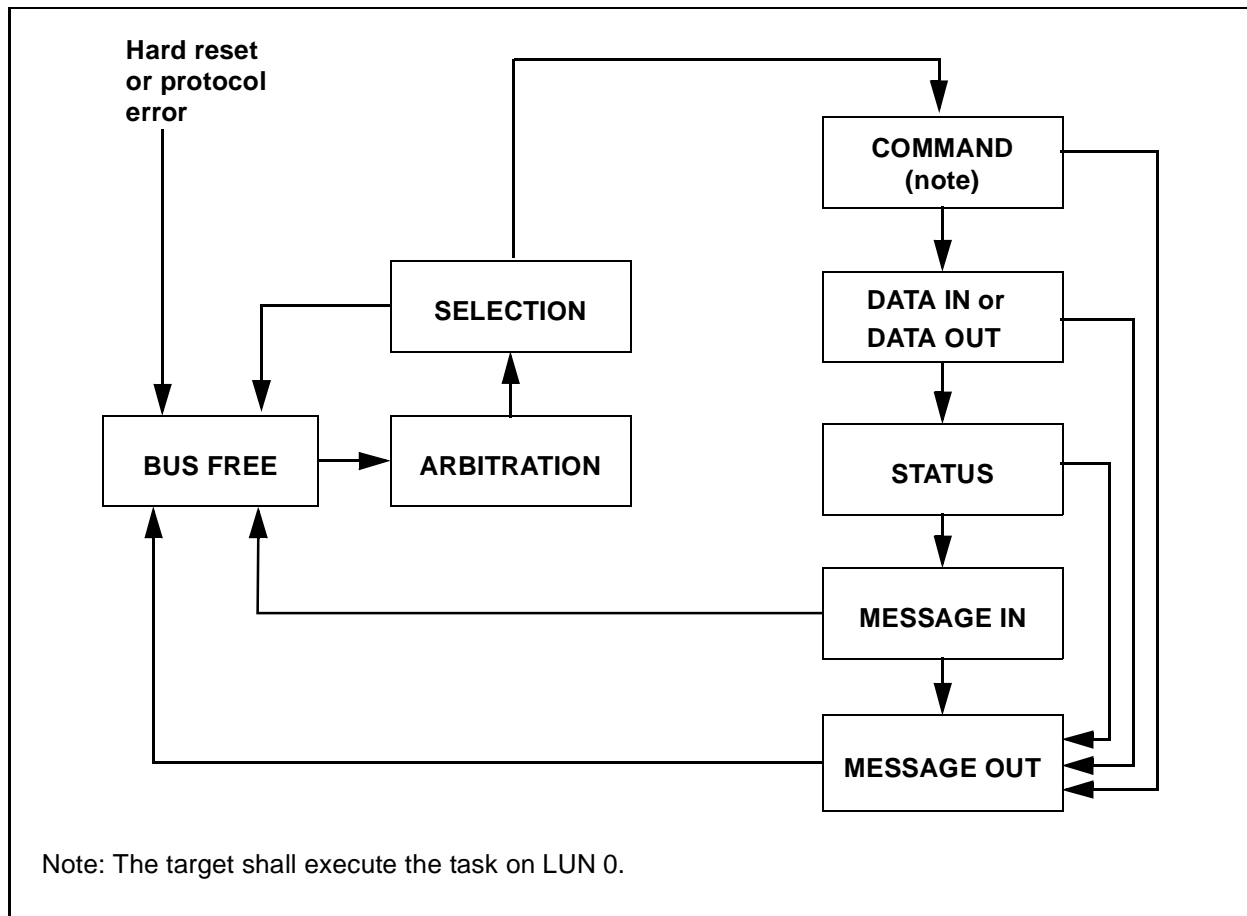 Hard reset
or protocol
error
COMMAND
(note)
SELECTION
DATA IN or
DATA OUT
BUS FREE
ARBITRATION
STATUS
MESSAGE IN
MESSAGE OUT
Note: The target shall execute the task on LUN 0.